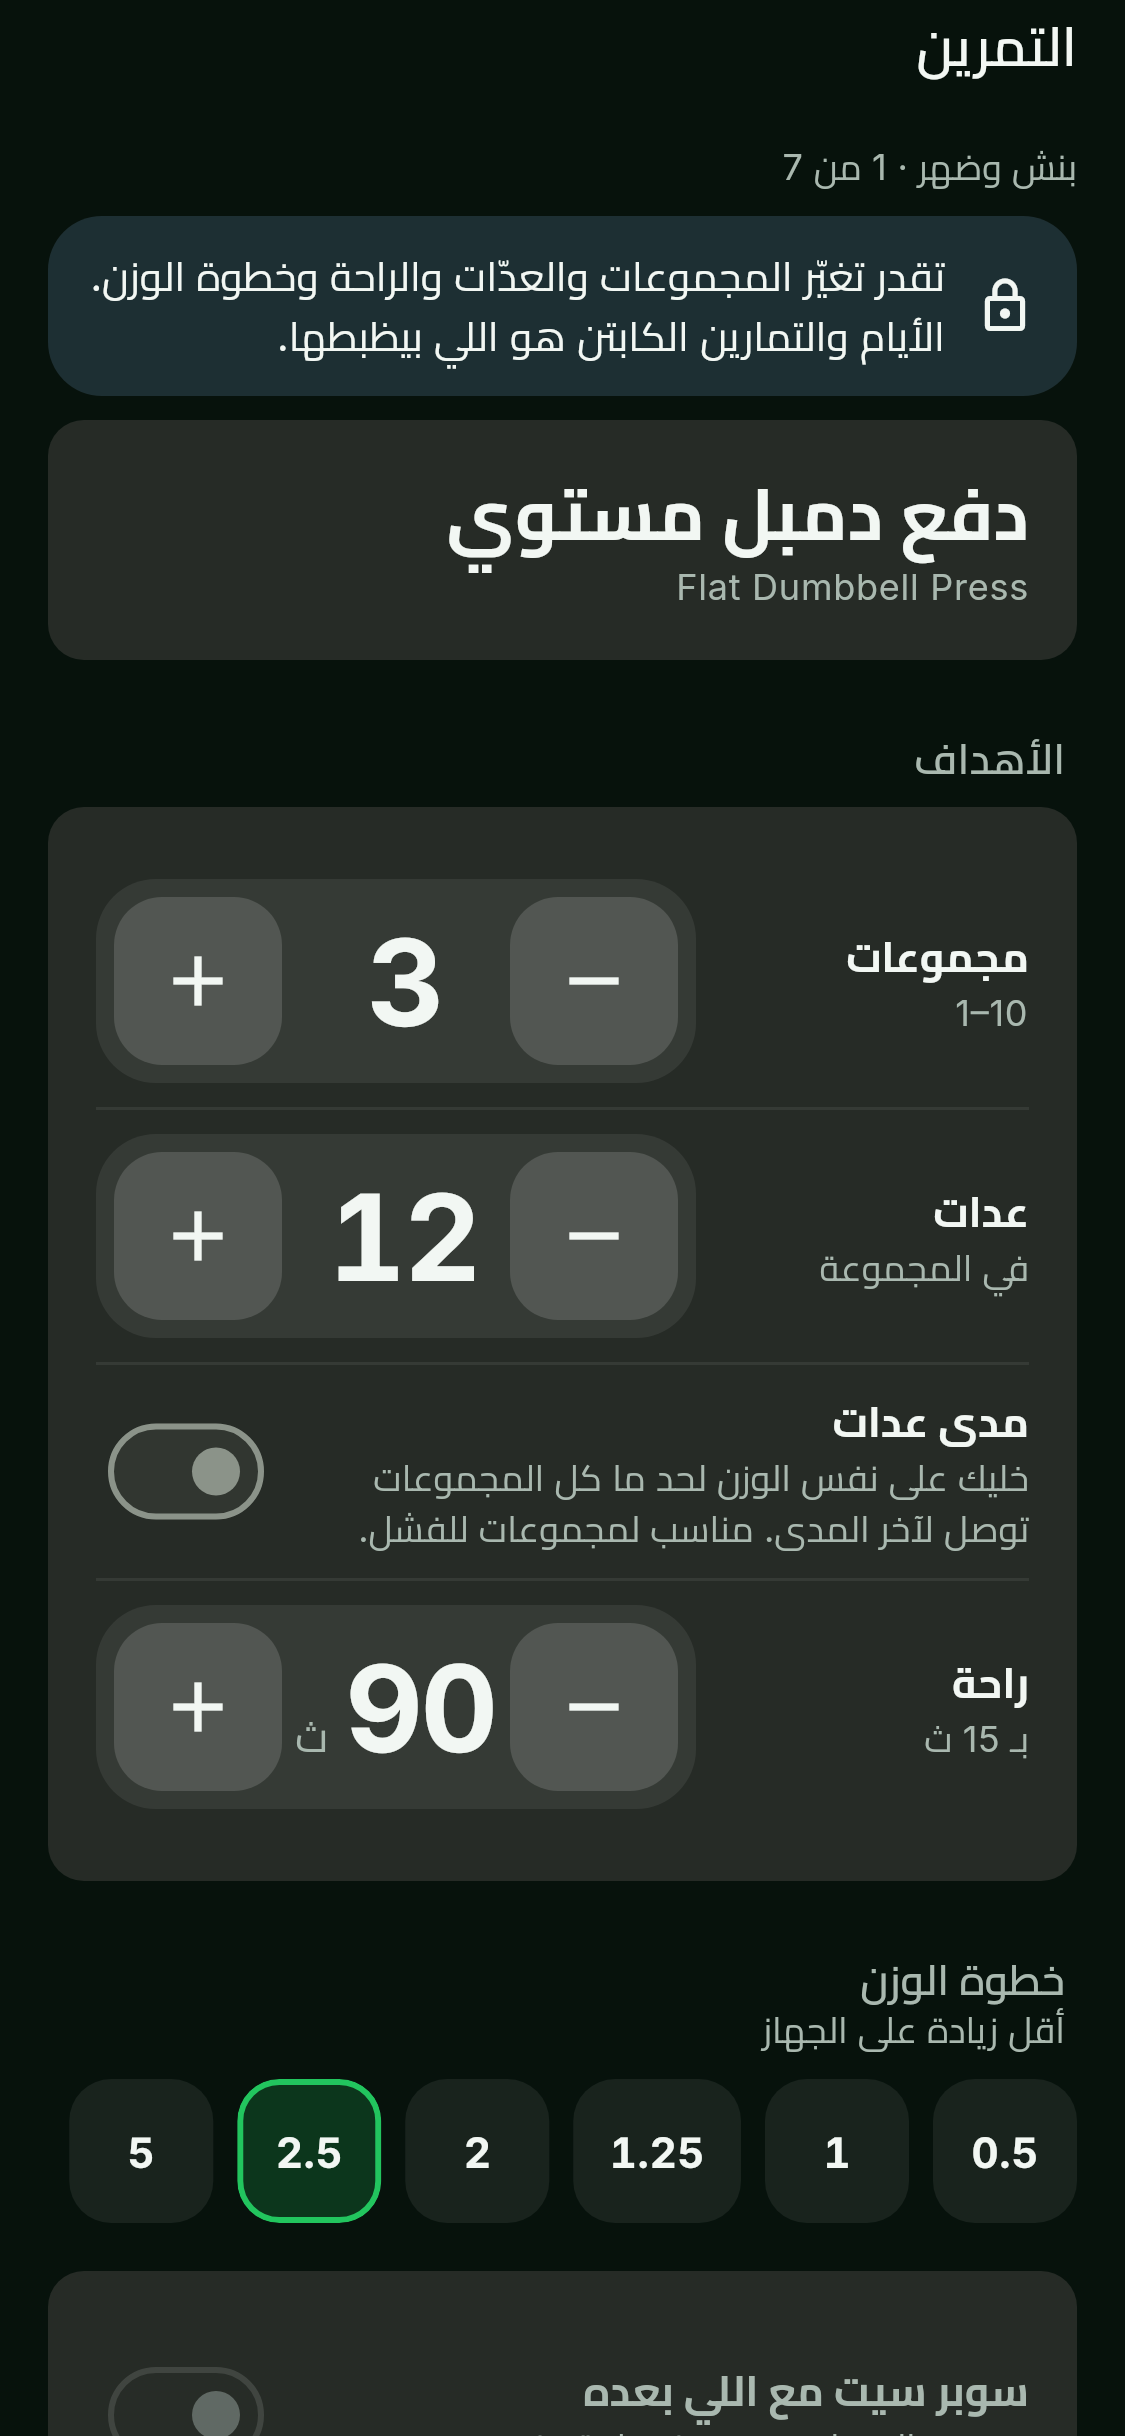 التمرين
بنش وضهر · 1 من 7
تقدر تغيّر المجموعات والعدّات والراحة وخطوة الوزن.
الأيام والتمارين الكابتن هو اللي بيظبطها.
دفع دمبل مستوي
Flat Dumbbell Press
الأهداف
مجموعات
1–10
− 3 +
عدات
في المجموعة
− 12 +
مدى عدات
خليك على نفس الوزن لحد ما كل المجموعات
توصل لآخر المدى. مناسب لمجموعات للفشل.
راحة
بـ 15 ث
− 90 ث +
خطوة الوزن
أقل زيادة على الجهاز
0.5 1 1.25 2 2.5 5
سوبر سيت مع اللي بعده